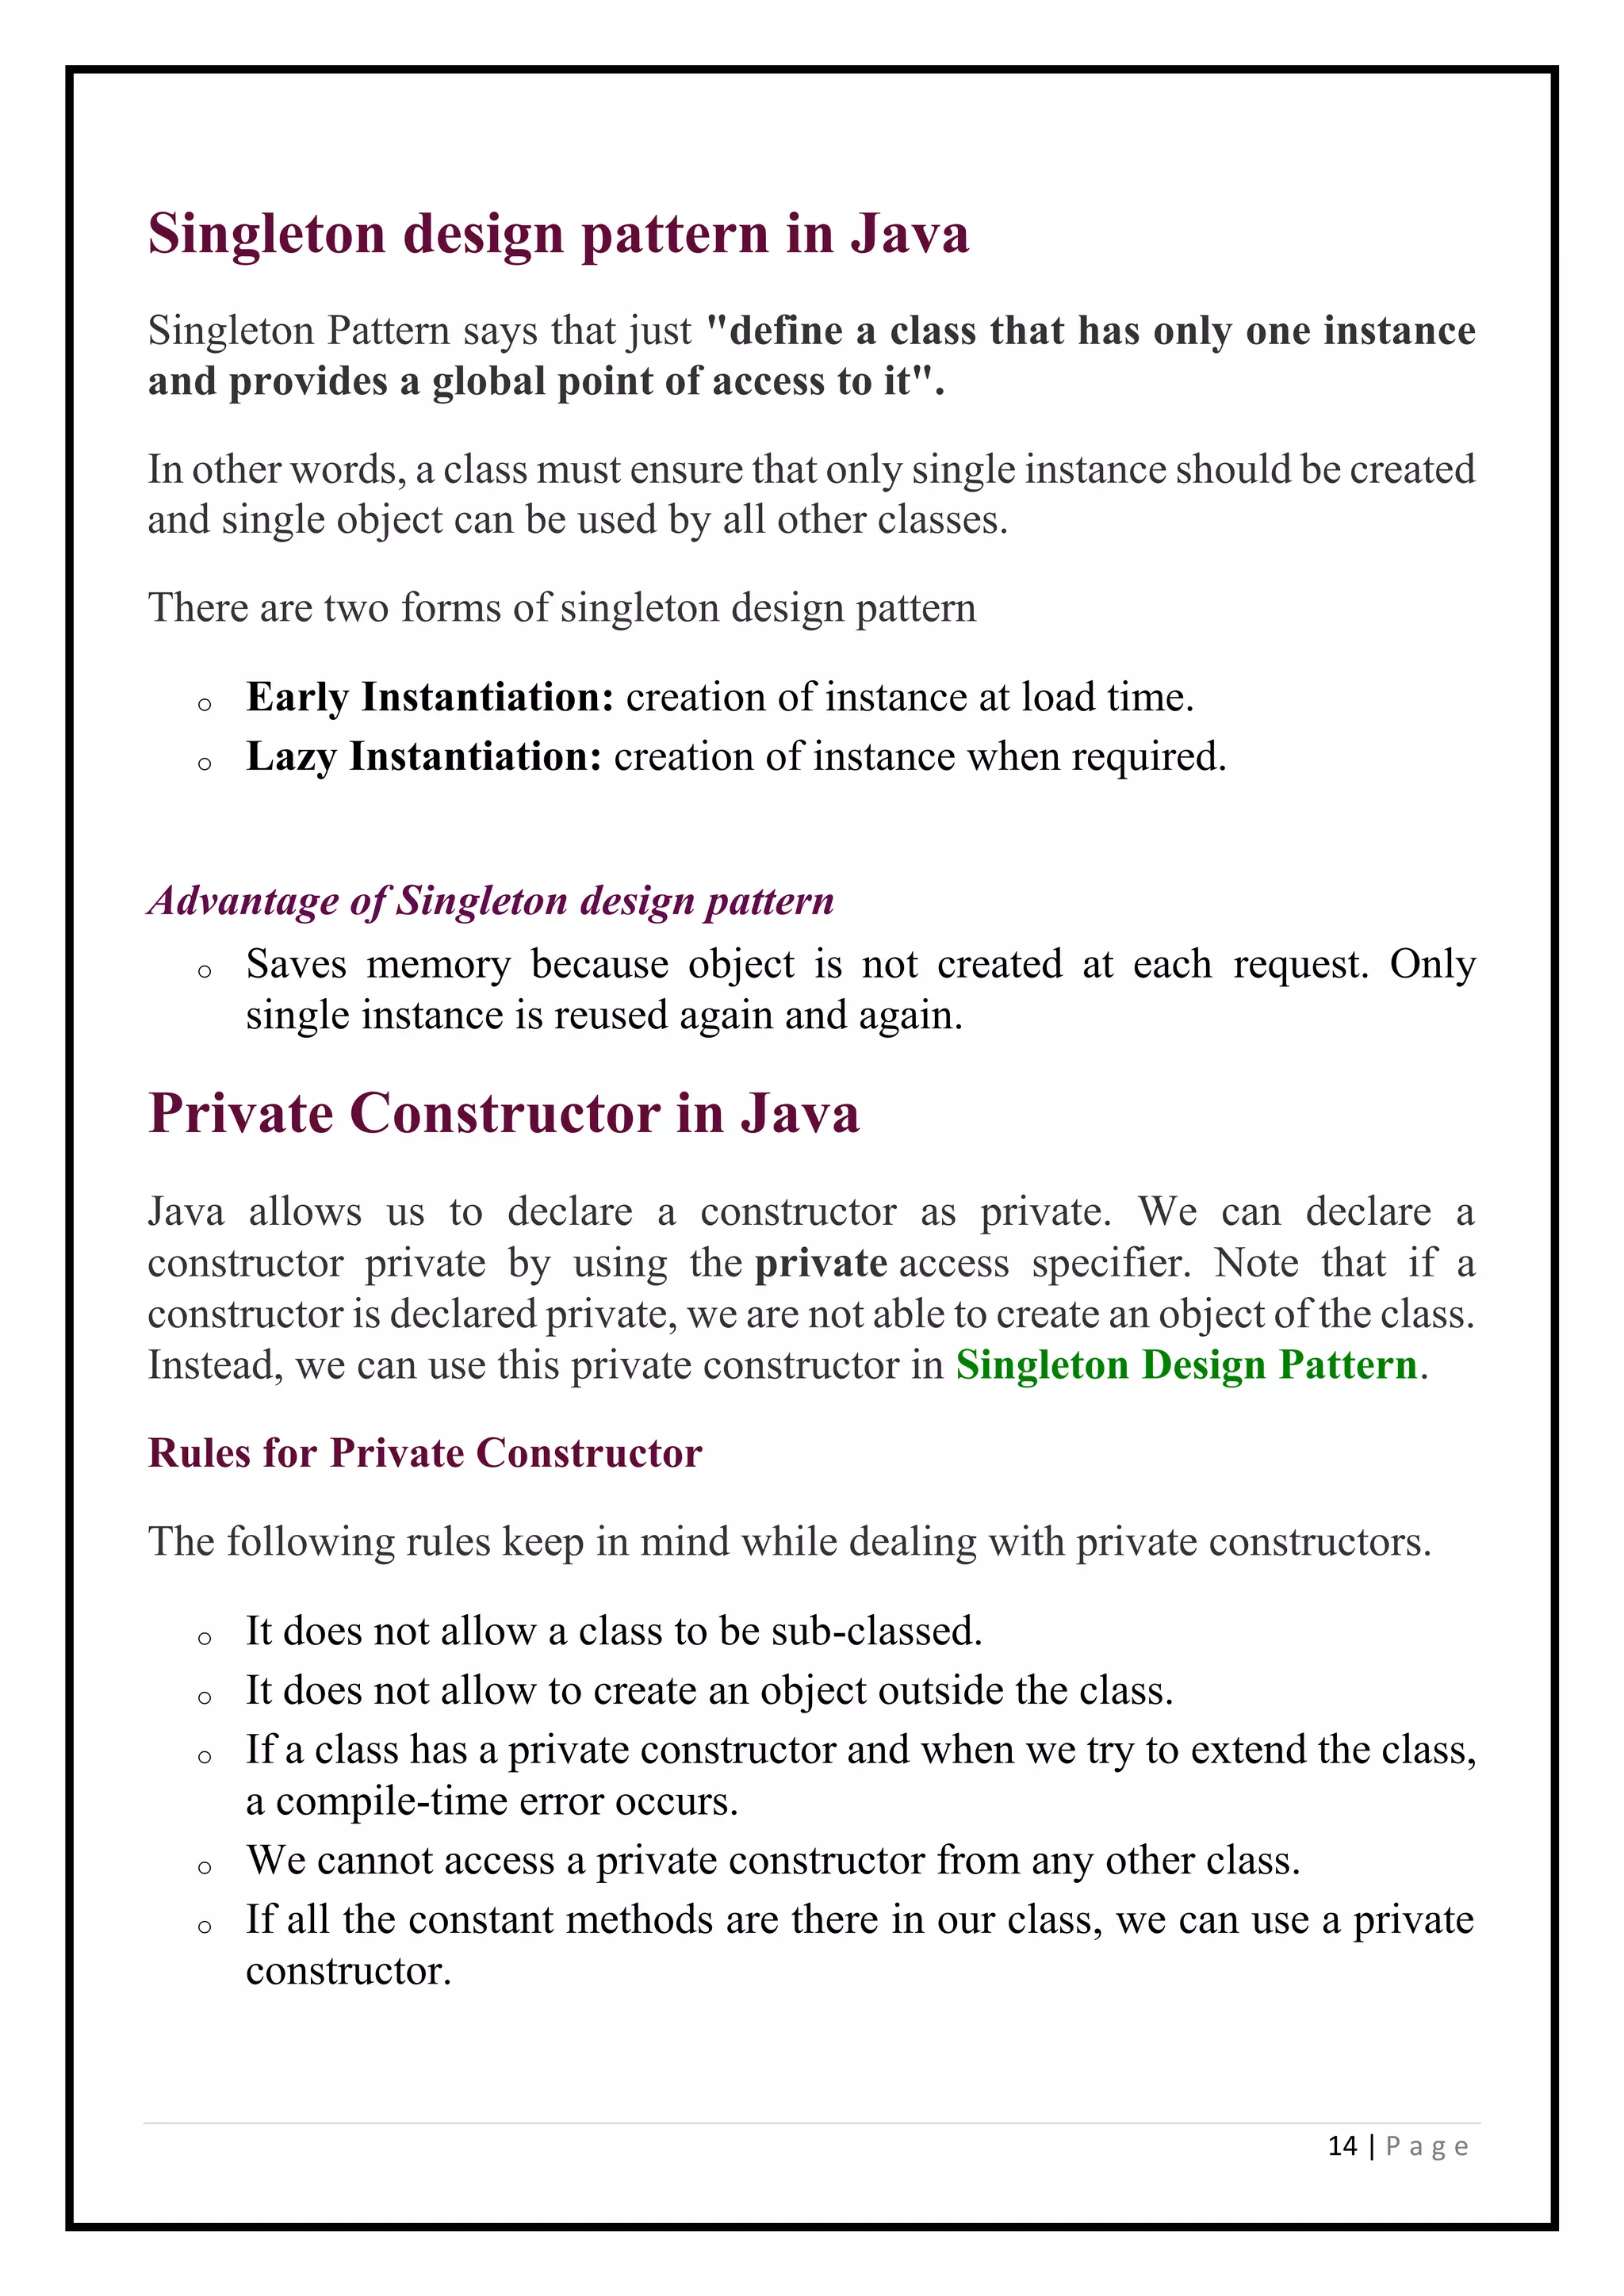 Singleton design pattern in Java
Singleton Pattern says that just "define a class that has only one instance
and provides a global point of access to it".
In other words, a class must ensure that only single instance should be created
and single object can be used by all other classes.
There are two forms of singleton design pattern
o Early Instantiation: creation of instance at load time.
o Lazy Instantiation: creation of instance when required.
Advantage of Singleton design pattern
o Saves memory because object is not created at each request. Only
single instance is reused again and again.
Private Constructor in Java
Java allows us to declare a constructor as private. We can declare a
constructor private by using the private access specifier. Note that if a
constructor is declared private, we are not able to create an object of the class.
Instead, we can use this private constructor in Singleton Design Pattern.
Rules for Private Constructor
The following rules keep in mind while dealing with private constructors.
o It does not allow a class to be sub-classed.
o It does not allow to create an object outside the class.
o If a class has a private constructor and when we try to extend the class,
a compile-time error occurs.
o We cannot access a private constructor from any other class.
o If all the constant methods are there in our class, we can use a private
constructor.
14 | P a g e